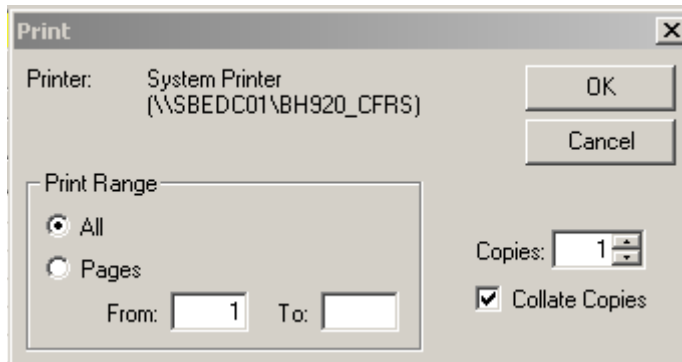 Print
Printer: System Printer
(\\SBEDC01\BH920_CFRS)
OK
Cancel
Print Range
All
Pages
From: 1 To:
Copies: 1
Collate Copies